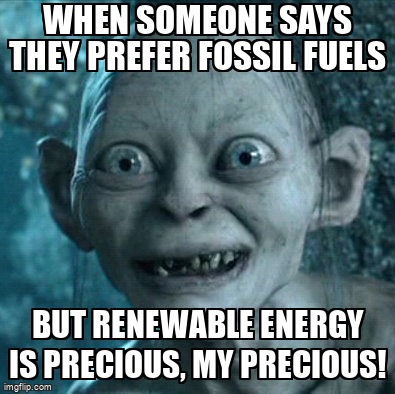 WHEN SOMEONE SAYS
THEY PREFER FOSSIL FUELS
BUT RENEWABLE ENERGY
IS PRECIOUS, MY PRECIOUS!
imgflip.com